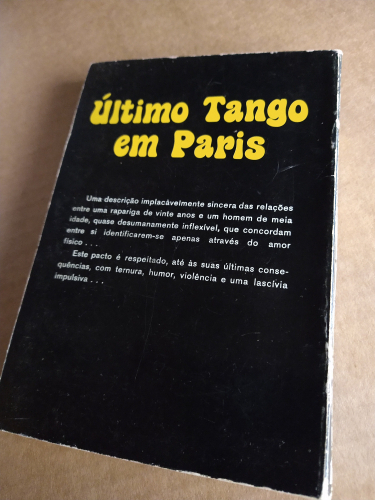 Último Tango
em Paris
Uma descrição implacàvelmente sincera das relações
entre uma rapariga de vinte anos e um homem de meia
idade, quase desumanamente inflexível, que concordam
entre si identificarem-se apenas através do amor
físico . . .
Este pacto é respeitado, até às suas últimas conse-
quências, com ternura, humor, violência e uma lascívia
impulsiva . . .